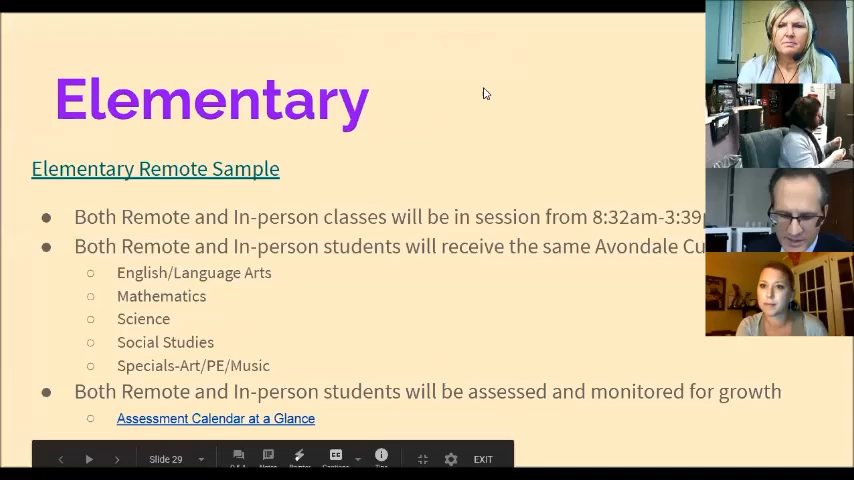 Elementary
Elementary Remote Sample
Both Remote and In-person classes will be in session from 8:32am-3:39
Both Remote and In-person students will receive the same Avondale
English/Language Arts
Mathematics
Science
Social Studies
Specials-Art/PE/Music
Both Remote and In-person students will be assessed and monitored for growth
Assessment Calendar at a Glance
Slide 29
EXIT